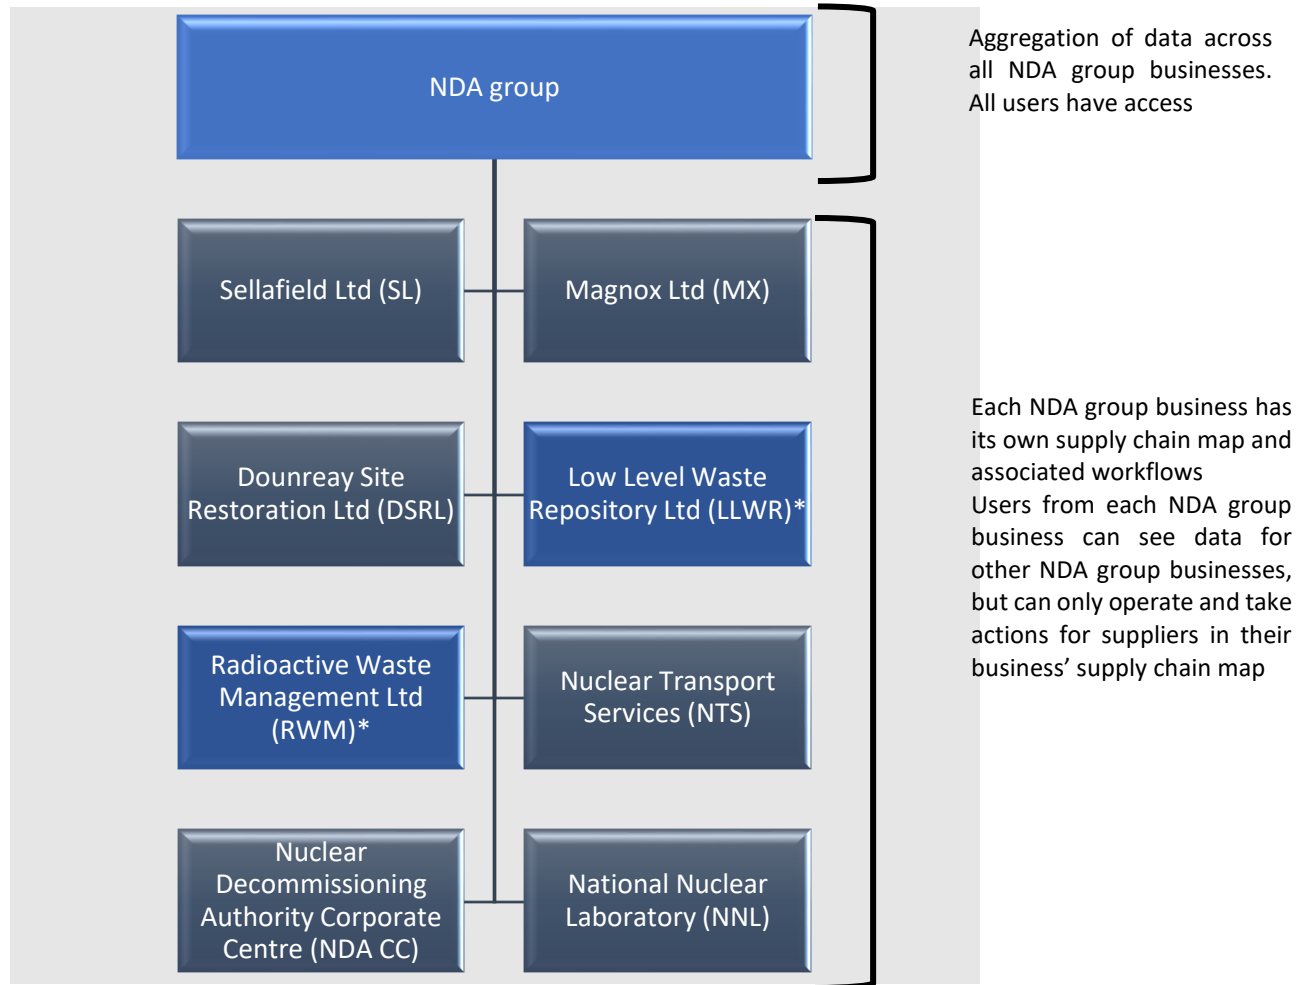 NDA group
Aggregation of data across
all NDA group businesses.
All users have access
Sellafield Ltd (SL)
Magnox Ltd (MX)
Dounreay Site
Restoration Ltd (DSRL)
Low Level Waste
Repository Ltd (LLWR)*
Radioactive Waste
Management Ltd
(RWM)*
Nuclear Transport
Services (NTS)
Nuclear
Decommissioning
Authority Corporate
Centre (NDA CC)
National Nuclear
Laboratory (NNL)
Each NDA group business has
its own supply chain map and
associated workflows
Users from each NDA group
business can see data for
other NDA group businesses,
but can only operate and take
actions for suppliers in their
business’ supply chain map